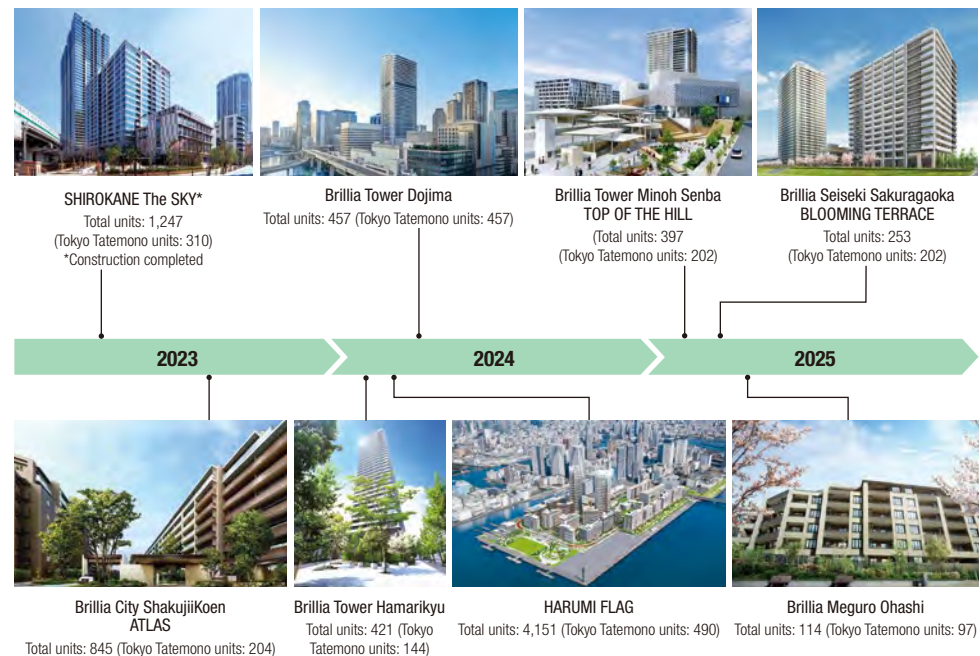 SHIROKANE The SKY*
Total units: 1,247
(Tokyo Tatemono units: 310)
*Construction completed
Brillia Tower Dojima
Total units: 457 (Tokyo Tatemono units: 457)
Brillia Tower Minoh Senba
TOP OF THE HILL
(Total units: 397
(Tokyo Tatemono units: 202)
Brillia Seiseki Sakuragaoka
BLOOMING TERRACE
Total units: 253
(Tokyo Tatemono units: 202)
2023
2024
2025
Brillia City ShakujiiKoen
ATLAS
Total units: 845 (Tokyo Tatemono units: 204)
Brillia Tower Hamarikyu
Total units: 421 (Tokyo
Tatemono units: 144)
HARUMI FLAG
Total units: 4,151 (Tokyo Tatemono units: 490)
Brillia Meguro Ohashi
Total units: 114 (Tokyo Tatemono units: 97)